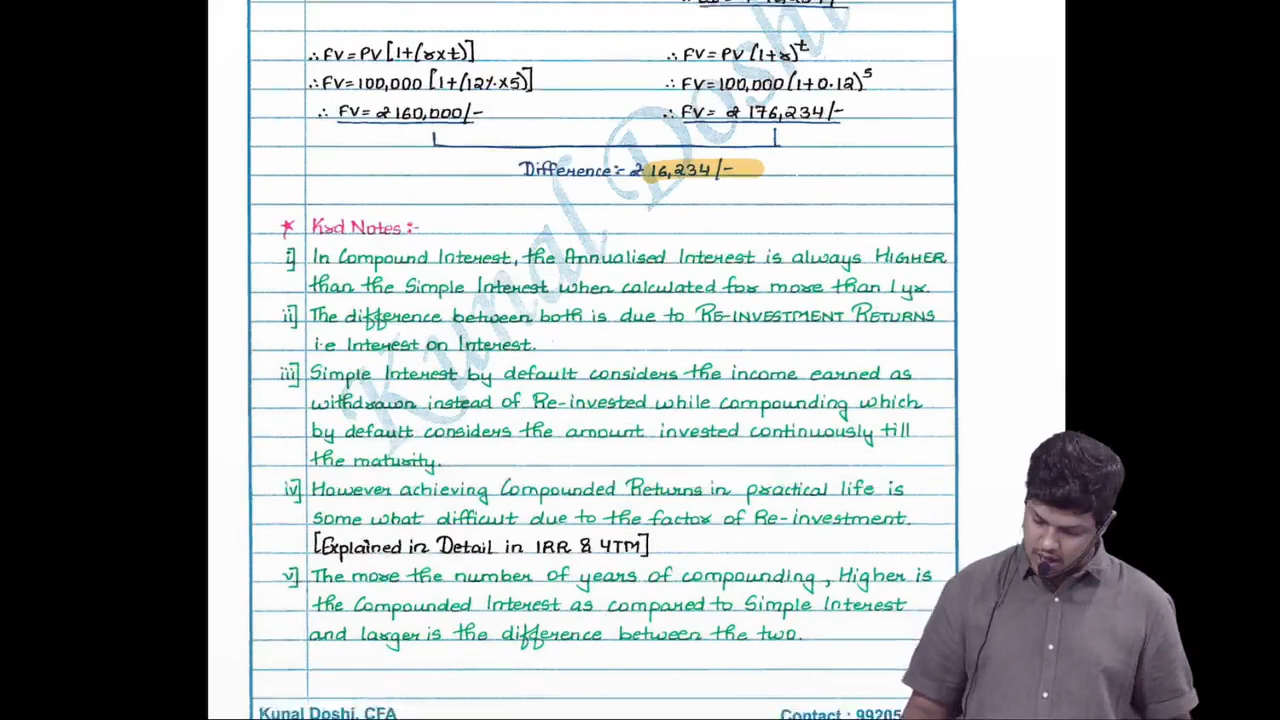 ∴ FV = PV [1+(r×t)]
∴ FV = PV (1+r)^t
∴ FV = 100,000 [1+(12%×5)]
∴ FV = 100,000 (1+0.12)^5
∴ FV = ₹ 160,000/-
∴ FV = ₹ 176,234/-
Difference:- ₹ 16,234/-
* Krd Notes:-
i] In Compound Interest, the Annualised Interest is always HIGHER
than the Simple Interest when calculated for more than 1 yr.
ii] The difference between both is due to RE-INVESTMENT RETURNS
i.e Interest on Interest.
iii] Simple Interest by default considers the income earned as
withdrawn instead of Re-invested while compounding which
by default considers the amount invested continuously till
the maturity.
iv] However achieving Compounded Returns in practical life is
some what difficult due to the factor of Re-investment.
[Explained in Detail in IRR & YTM]
v] The more the number of years of compounding, Higher is
the Compounded Interest as compared to Simple Interest
and larger is the difference between the two.
Kunal Doshi
Kunal Doshi, CFA
Contact : 99205